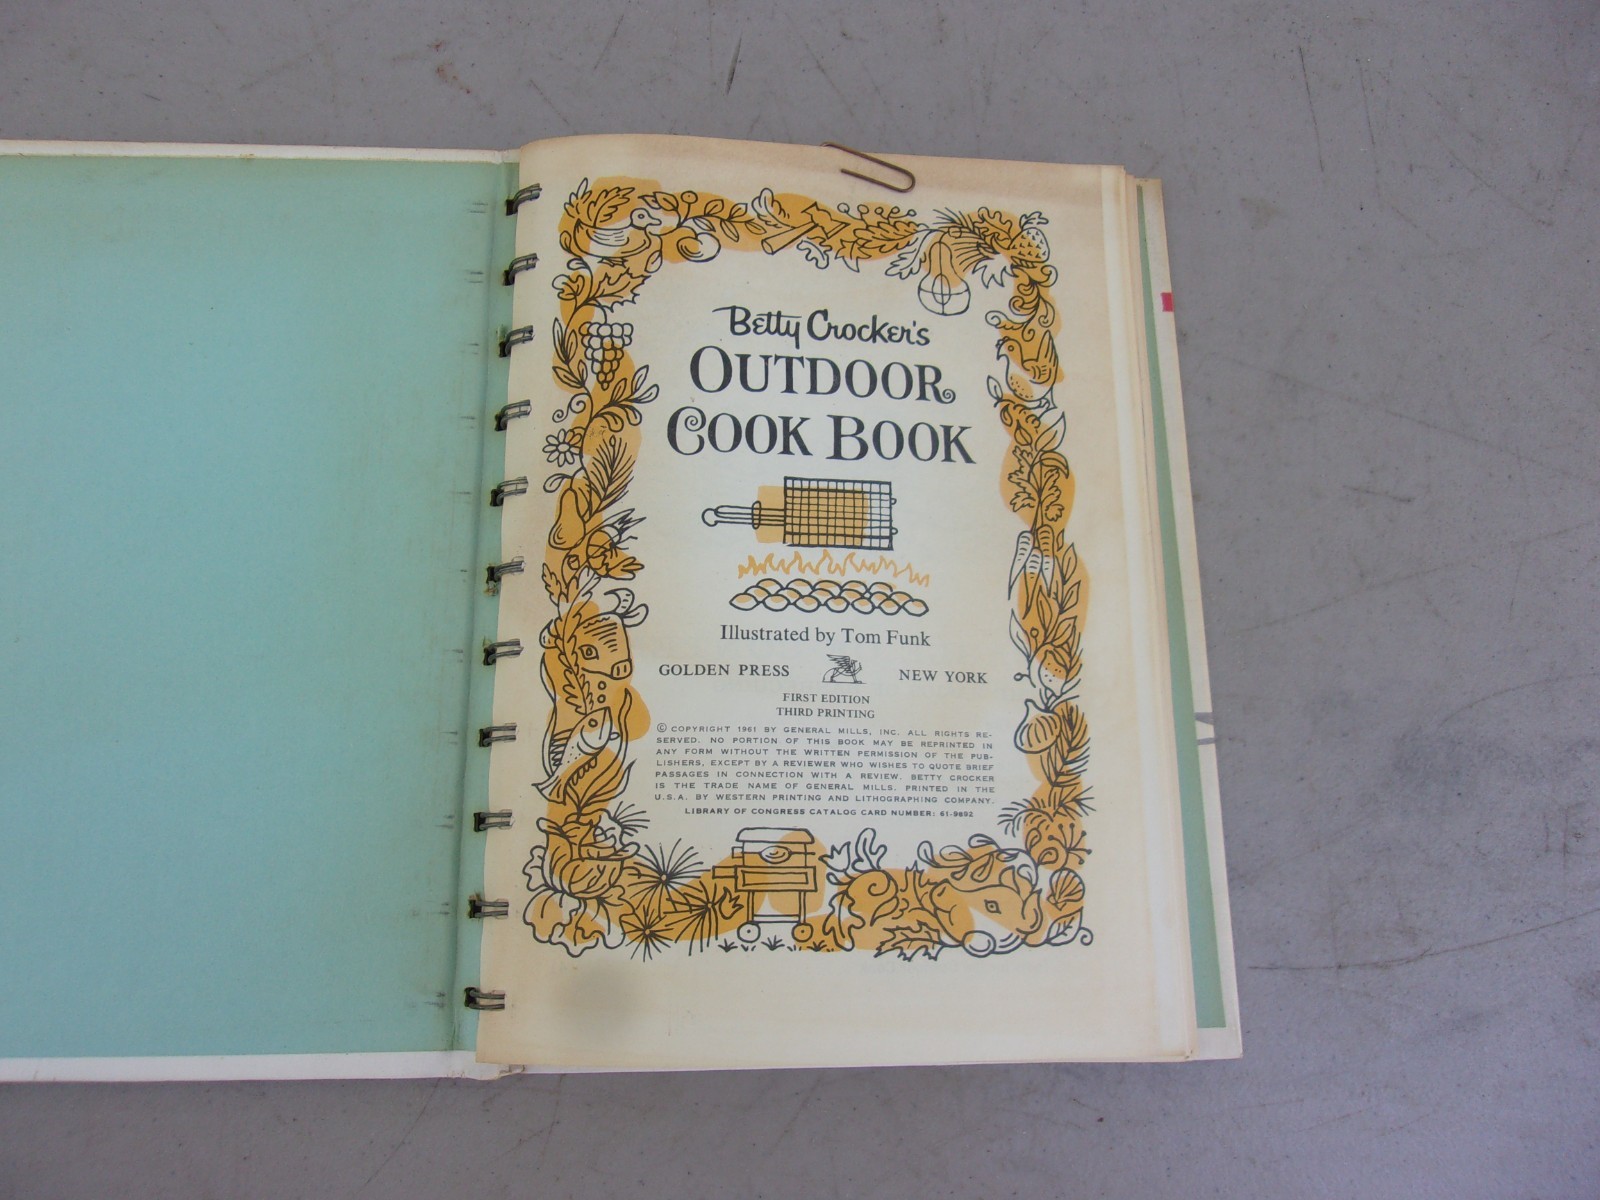 Betty Crocker's
OUTDOOR
COOK BOOK
Illustrated by Tom Funk
GOLDEN PRESS NEW YORK
FIRST EDITION
THIRD PRINTING
© COPYRIGHT 1961 BY GENERAL MILLS, INC. ALL RIGHTS RE-
SERVED. NO PORTION OF THIS BOOK MAY BE REPRINTED IN
ANY FORM WITHOUT THE WRITTEN PERMISSION OF THE PUB-
LISHERS, EXCEPT BY A REVIEWER WHO WISHES TO QUOTE BRIEF
PASSAGES IN CONNECTION WITH A REVIEW. BETTY CROCKER
IS THE TRADE NAME OF GENERAL MILLS. PRINTED IN THE
U.S.A. BY WESTERN PRINTING AND LITHOGRAPHING COMPANY.
LIBRARY OF CONGRESS CATALOG CARD NUMBER: 61-9692